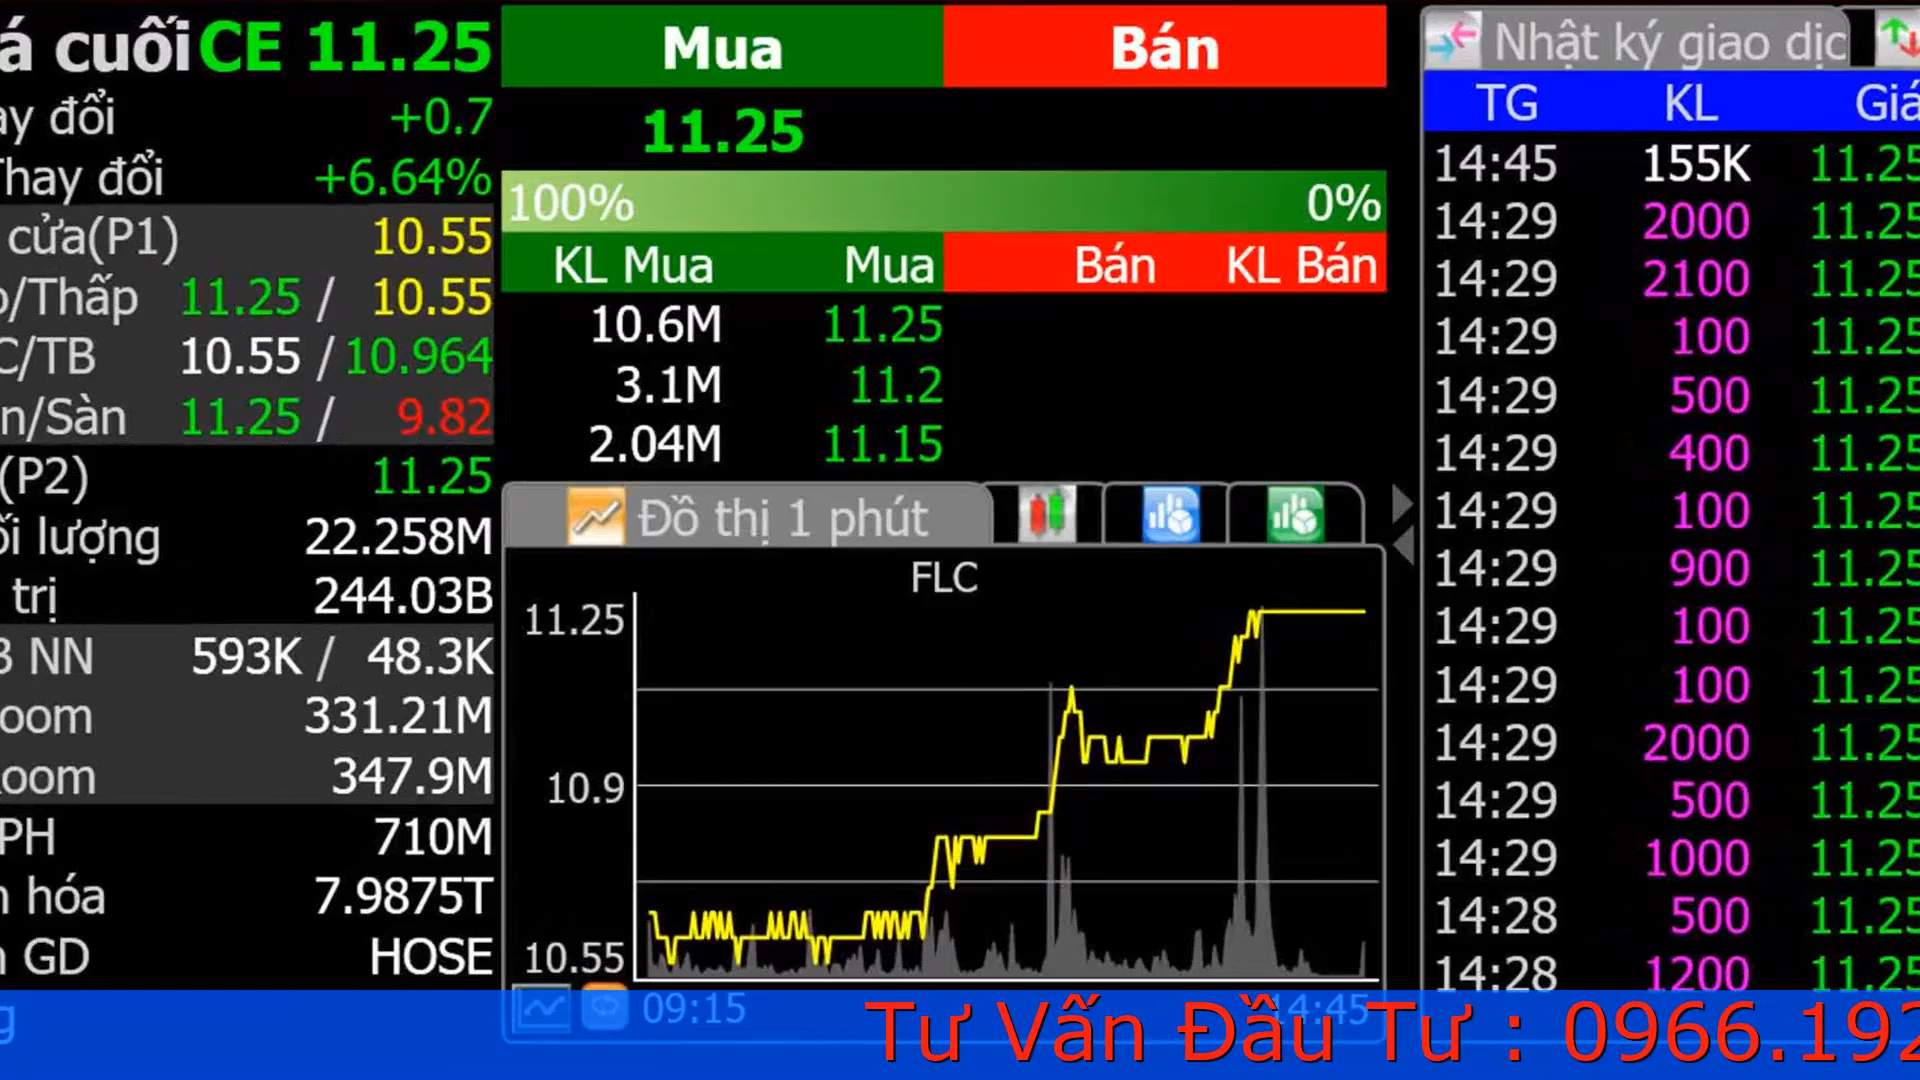 á cuối CE 11.25
ay đổi +0.7
Thay đổi +6.64%
cửa(P1) 10.55
o/Thấp 11.25 / 10.55
C/TB 10.55 / 10.964
n/Sàn 11.25 / 9.82
(P2) 11.25
ối lượng 22.258M
trị 244.03B
B NN 593K / 48.3K
oom 331.21M
oom 347.9M
PH 710M
n hóa 7.9875T
n GD HOSE
g
Mua Bán
11.25
100% 0%
KL Mua Mua Bán KL Bán
10.6M 11.25
3.1M 11.2
2.04M 11.15
Đồ thị 1 phút
FLC
11.25
10.9
10.55
09:15 14:45
Nhật ký giao dịc
TG KL Giá
14:45 155K 11.25
14:29 2000 11.25
14:29 2100 11.25
14:29 100 11.25
14:29 500 11.25
14:29 400 11.25
14:29 100 11.25
14:29 900 11.25
14:29 100 11.25
14:29 100 11.25
14:29 2000 11.25
14:29 500 11.25
14:29 1000 11.25
14:28 500 11.25
14:28 1200 11.25
Tư Vấn Đầu Tư : 0966.192